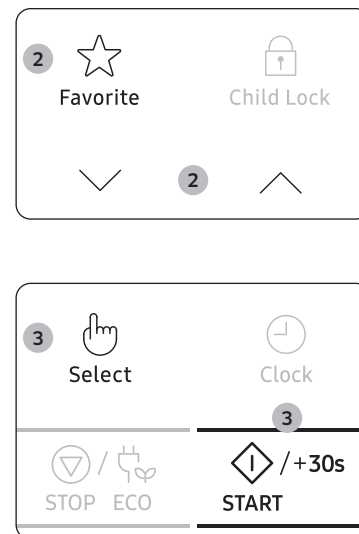 2
Favorite Child Lock
2
3
Select Clock
3
/ /+30s
STOP ECO START